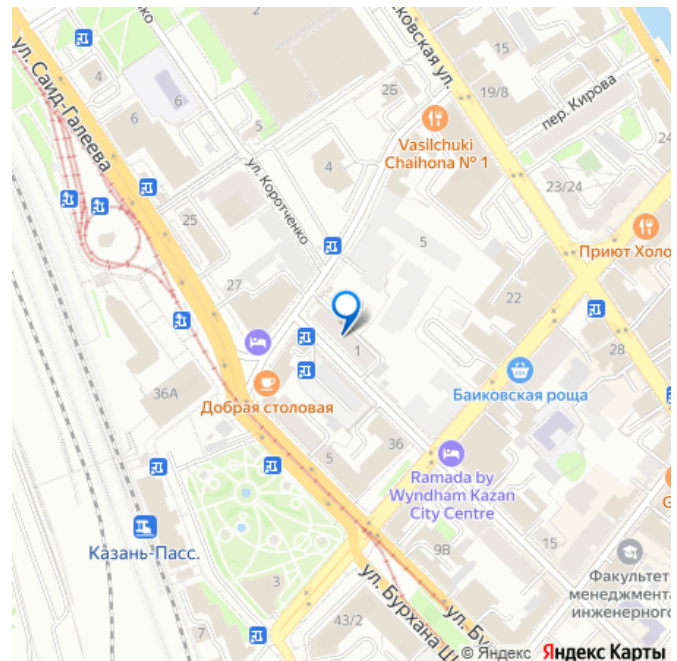 2
нко
ковская ул.
15
4
6
6
2Б
19/8
пер. Кирова
ул. Саид-Галеева
5
Vasilchuki
Chaihona № 1
24
4
23/24
ул. Коротченко
25
5
Приют Холо
27
22
1
28
36А
Баиковская роща
Добрая столовая
36
5
Ramada by
Wyndham Kazan
City Centre
Казань-Пасс.
9В
15
G
Факультет
менеджмента
инженерного
3
7
43/2
ул. Бурхана Ш
ул. Бу
© Яндекс Яндекс Карты